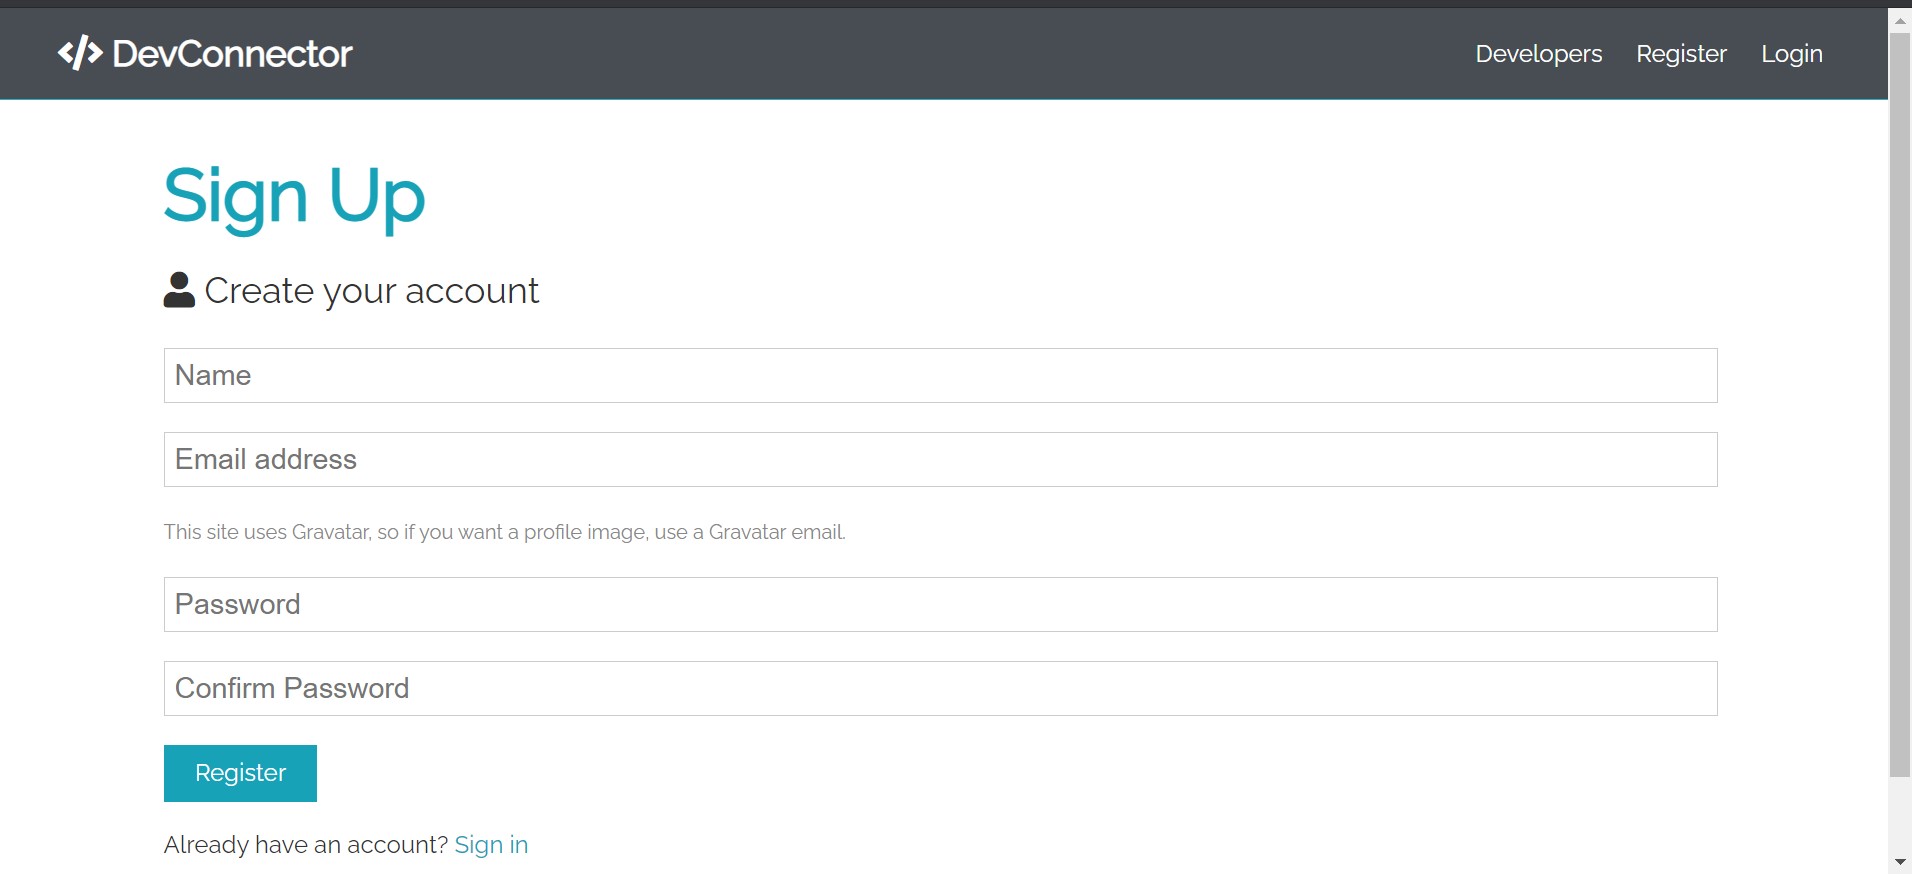 DevConnector
Developers Register Login
Sign Up
Create your account
Name
Email address
This site uses Gravatar, so if you want a profile image, use a Gravatar email.
Password
Confirm Password
Register
Already have an account? Sign in